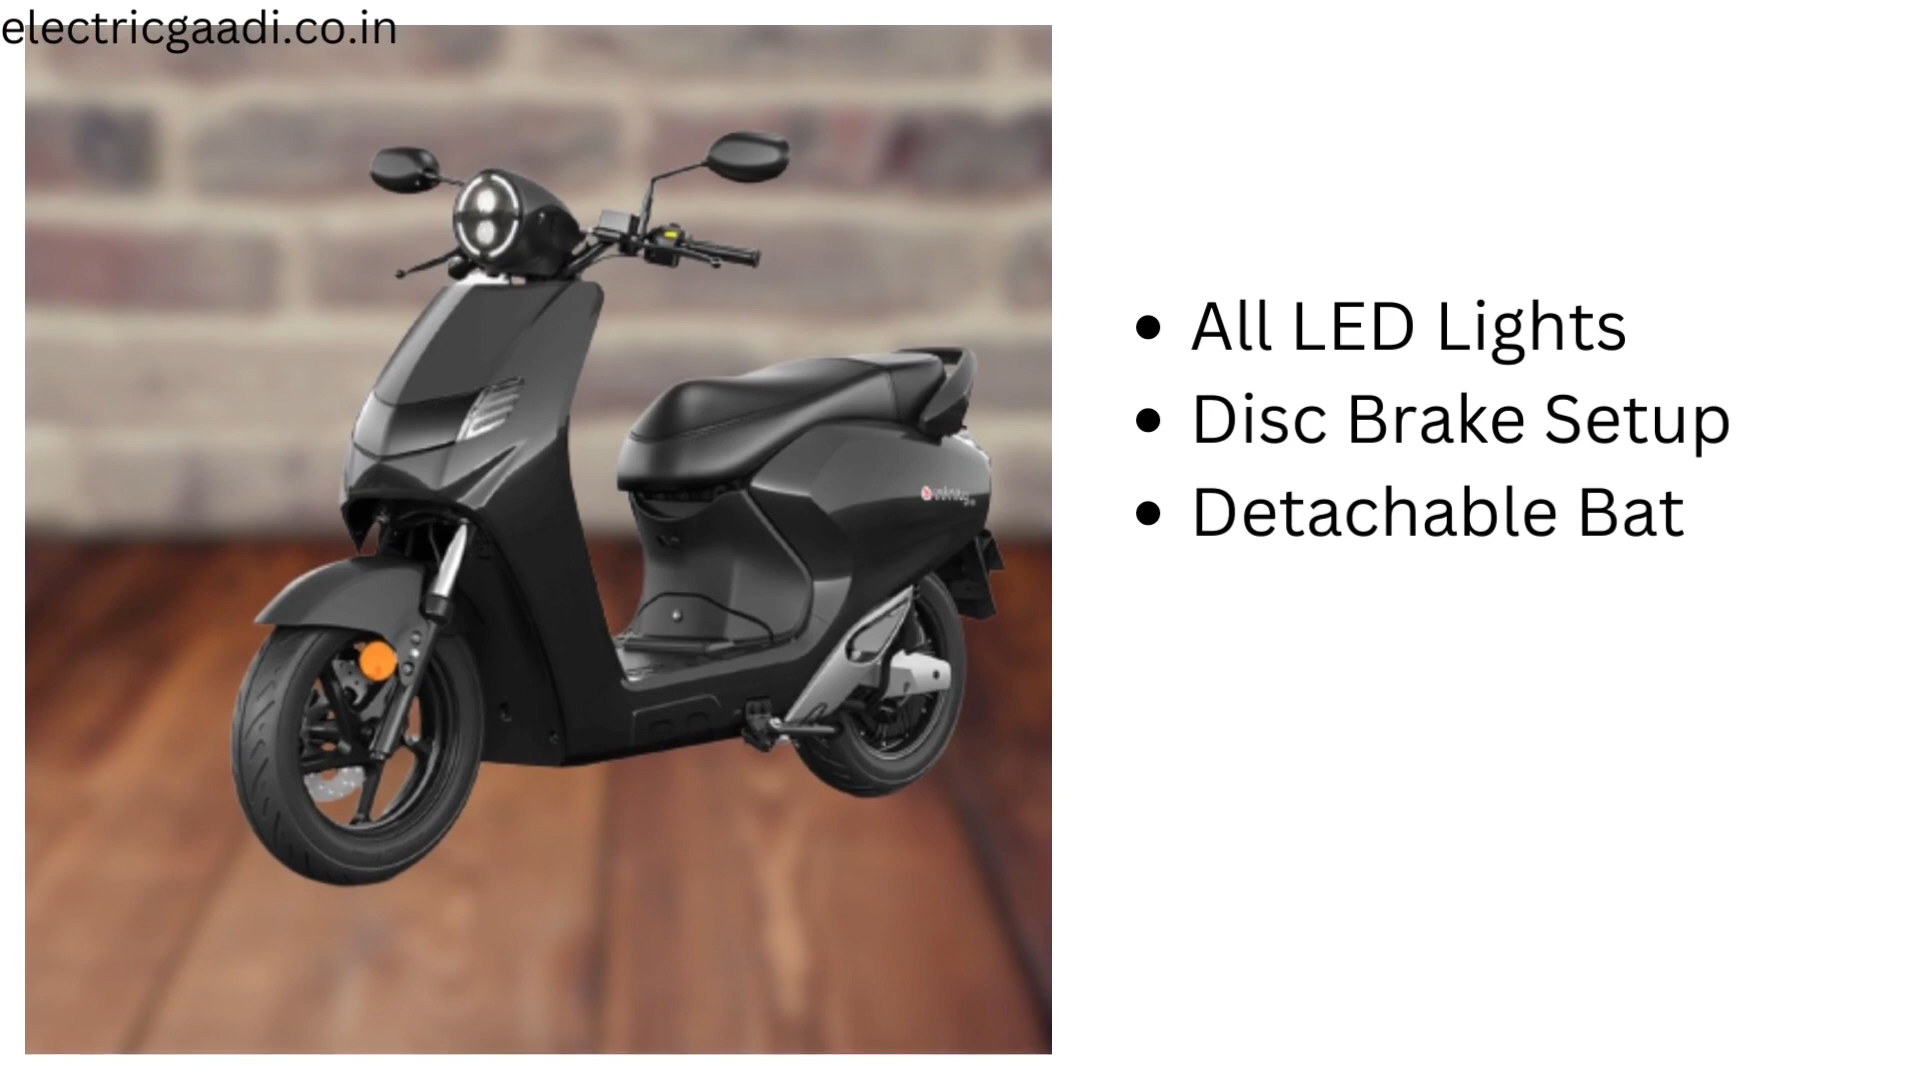 electricgaadi.co.in
All LED Lights
Disc Brake Setup
Detachable Bat